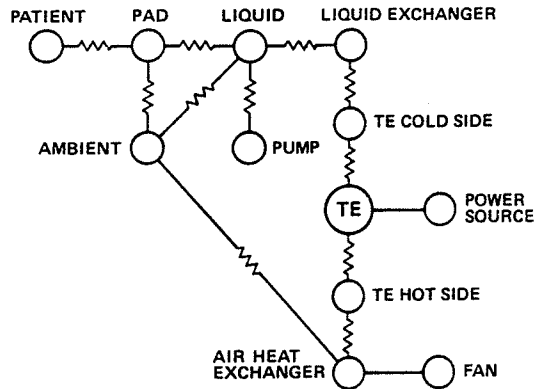 PATIENT
PAD
LIQUID
LIQUID EXCHANGER
TE COLD SIDE
AMBIENT
PUMP
TE
POWER
SOURCE
TE HOT SIDE
AIR HEAT
EXCHANGER
FAN